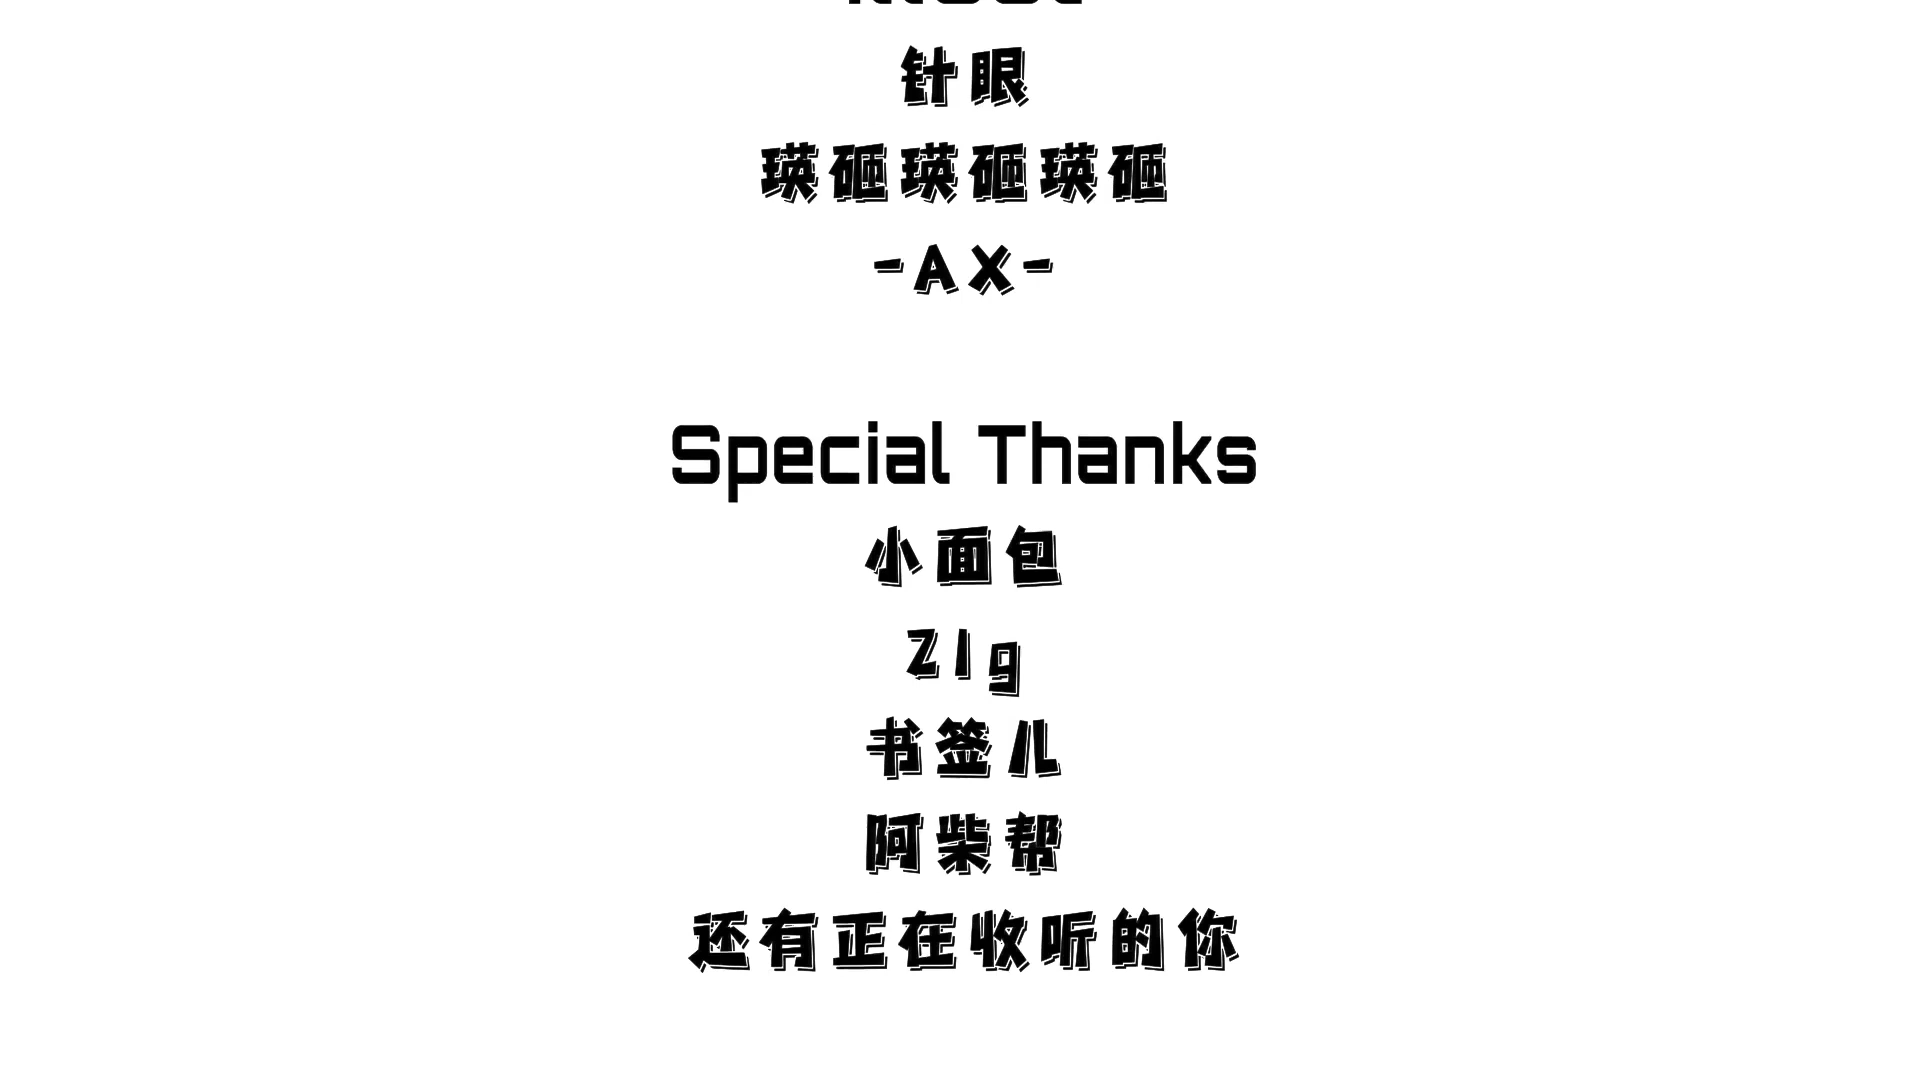 针眼
瑛砸瑛砸瑛砸
-AX-
Special Thanks
小面包
Zlg
书签儿
阿柴帮
还有正在收听的你